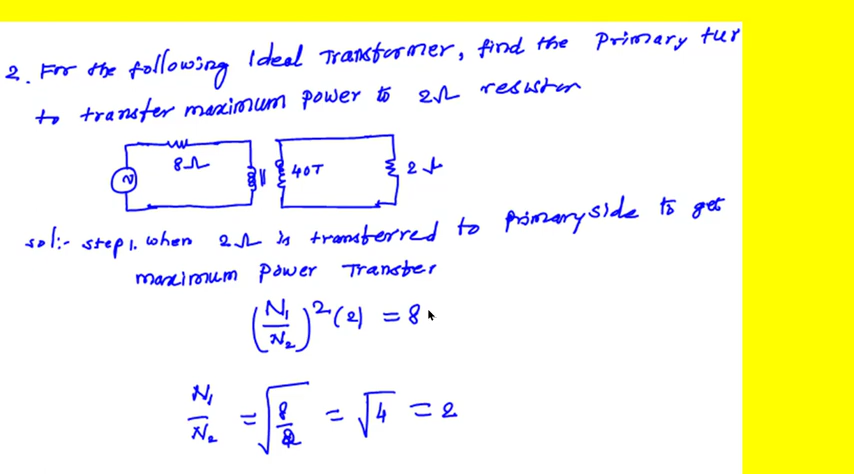 2. For the following Ideal Transformer, find the Primary tur
to transfer maximum power to 2Ω resistor
8Ω
40T
2Ω
sol:- step 1. when 2Ω is transferred to primary side to get
maximum power Transfer
(N₁/N₂)² (2) = 8
N₁/N₂ = √(8/2) = √4 = 2